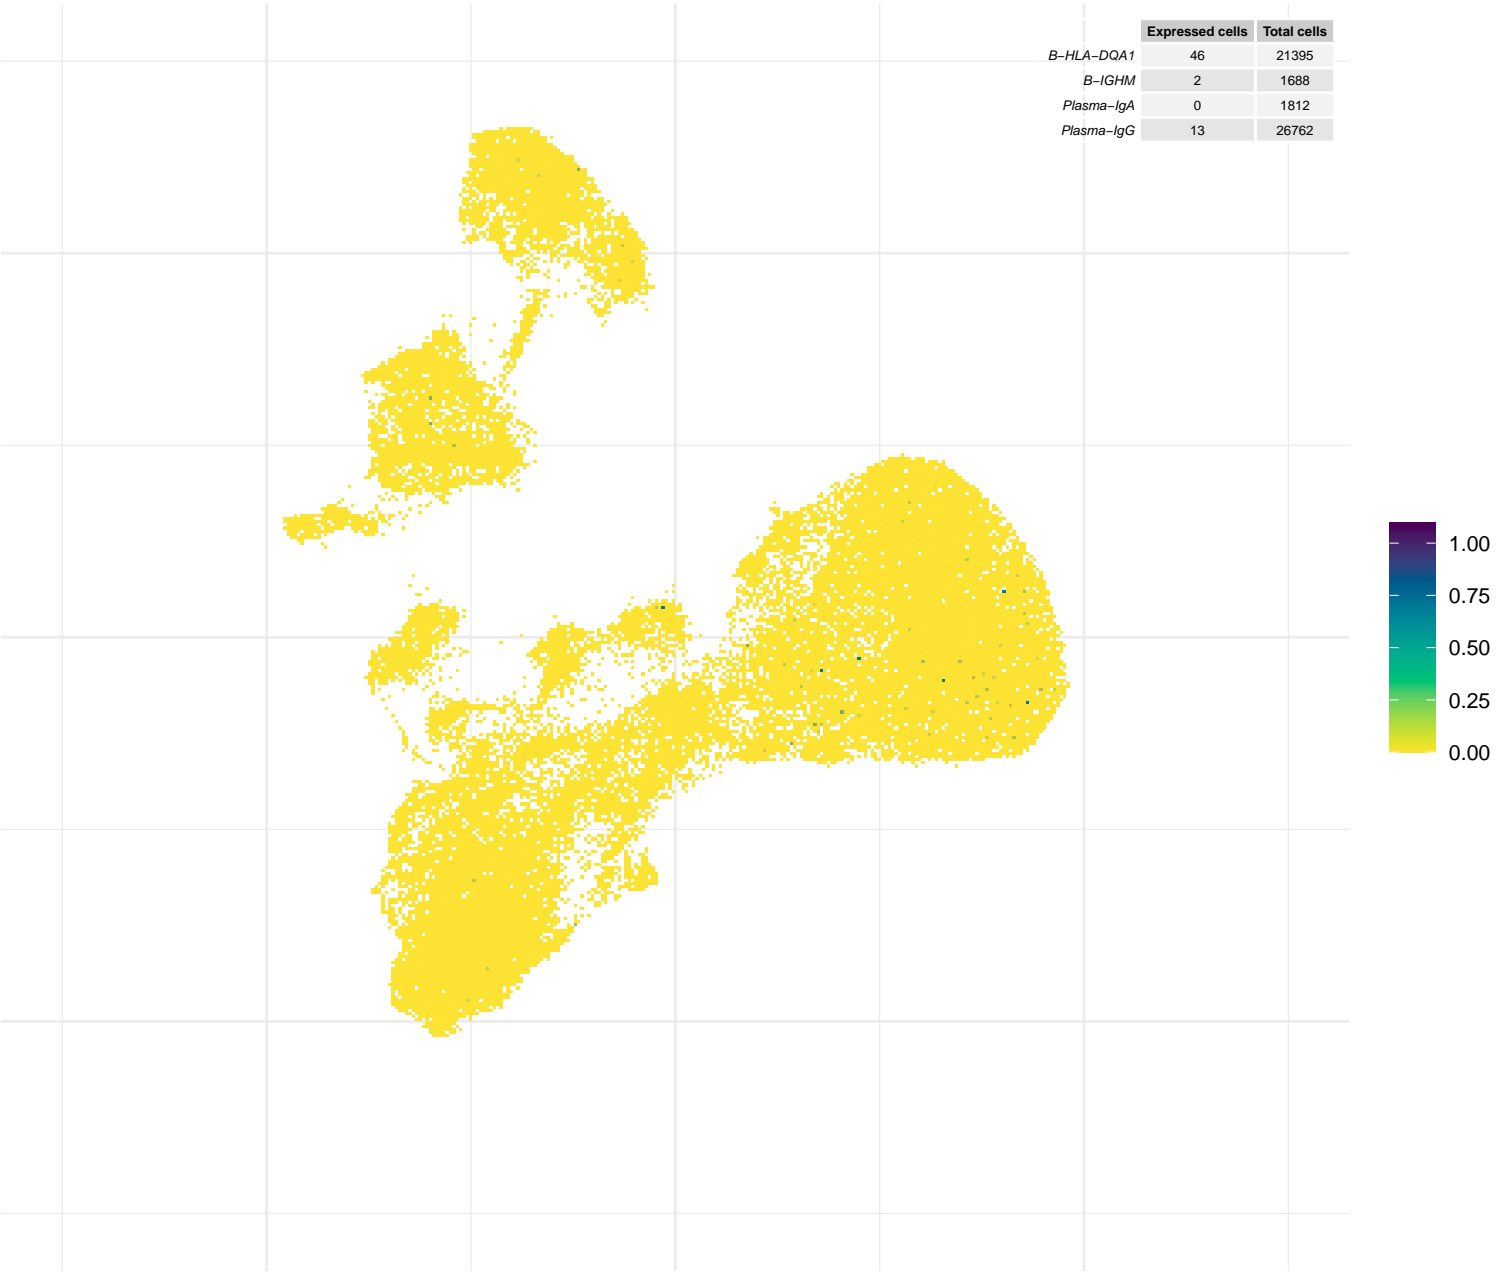 Expressed cells Total cells
B−HLA−DQA1 46 21395
B−IGHM 2 1688
Plasma−IgA 0 1812
Plasma−IgG 13 26762
1.00
0.75
0.50
0.25
0.00